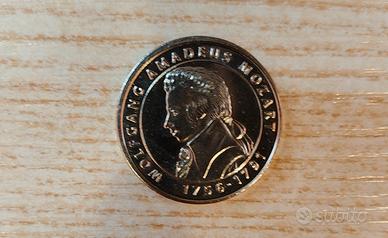 WOLFGANG AMADEUS MOZART
1756-1791
subito